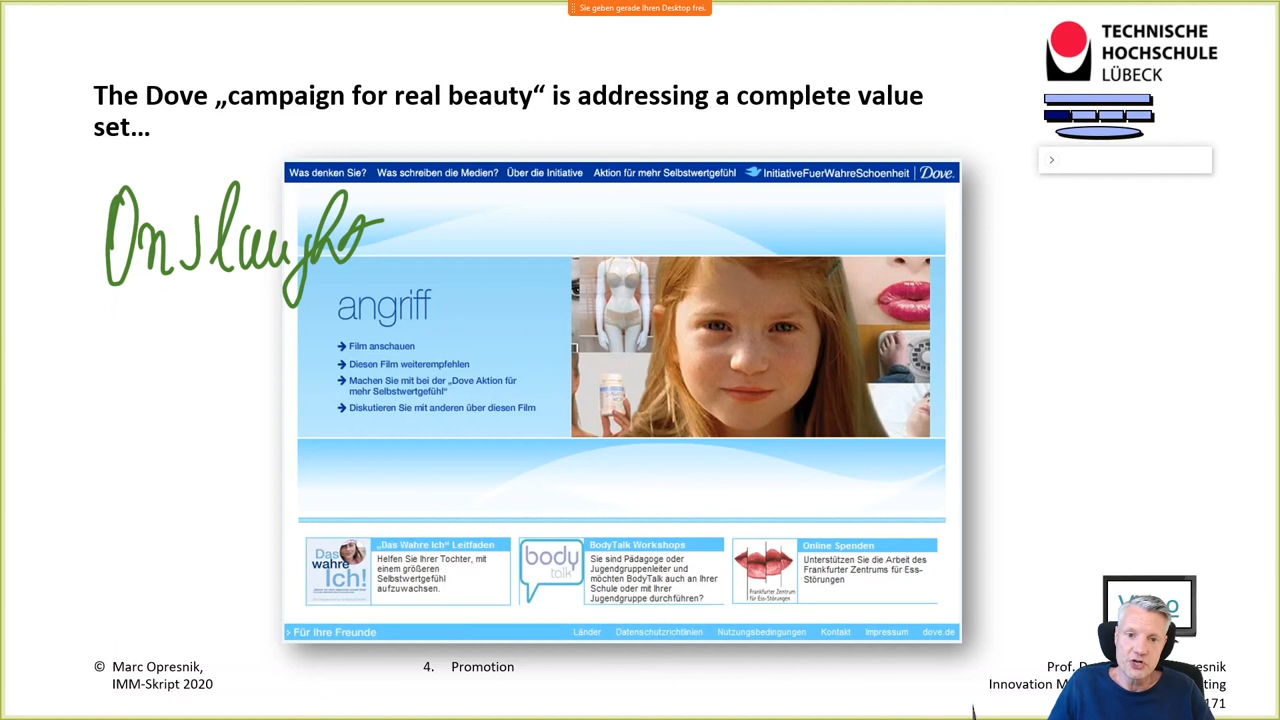 Sie geben gerade Ihren Desktop frei.
TECHNISCHE
HOCHSCHULE
LÜBECK
The Dove „campaign for real beauty“ is addressing a complete value
set…
Onslaught
Was denken Sie? Was schreiben die Medien? Über die Initiative Aktion für mehr Selbstwertgefühl InitiativeFuerWahreSchoenheit | Dove.
angriff
Film anschauen
Diesen Film weiterempfehlen
Machen Sie mit bei der „Dove Aktion für
mehr Selbstwertgefühl“
Diskutieren Sie mit anderen über diesen Film
Das
wahre
Ich!
„Das Wahre Ich“ Leitfaden
Helfen Sie Ihrer Tochter, mit
einem größeren
Selbstwertgefühl
aufzuwachsen.
body
talk
BodyTalk Workshops
Sie sind Pädagoge oder
Jugendgruppenleiter und
möchten BodyTalk auch an Ihrer
Schule oder mit Ihrer
Jugendgruppe durchführen?
Frankfurter Zentrum
für Ess-Störungen
Online Spenden
Unterstützen Sie die Arbeit des
Frankfurter Zentrums für Ess-
Störungen
> Für Ihre Freunde
Länder Datenschutzrichtlinien Nutzungsbedingungen Kontakt Impressum dove.de
© Marc Opresnik,
IMM-Skript 2020
4. Promotion
Prof.
Innovation
171